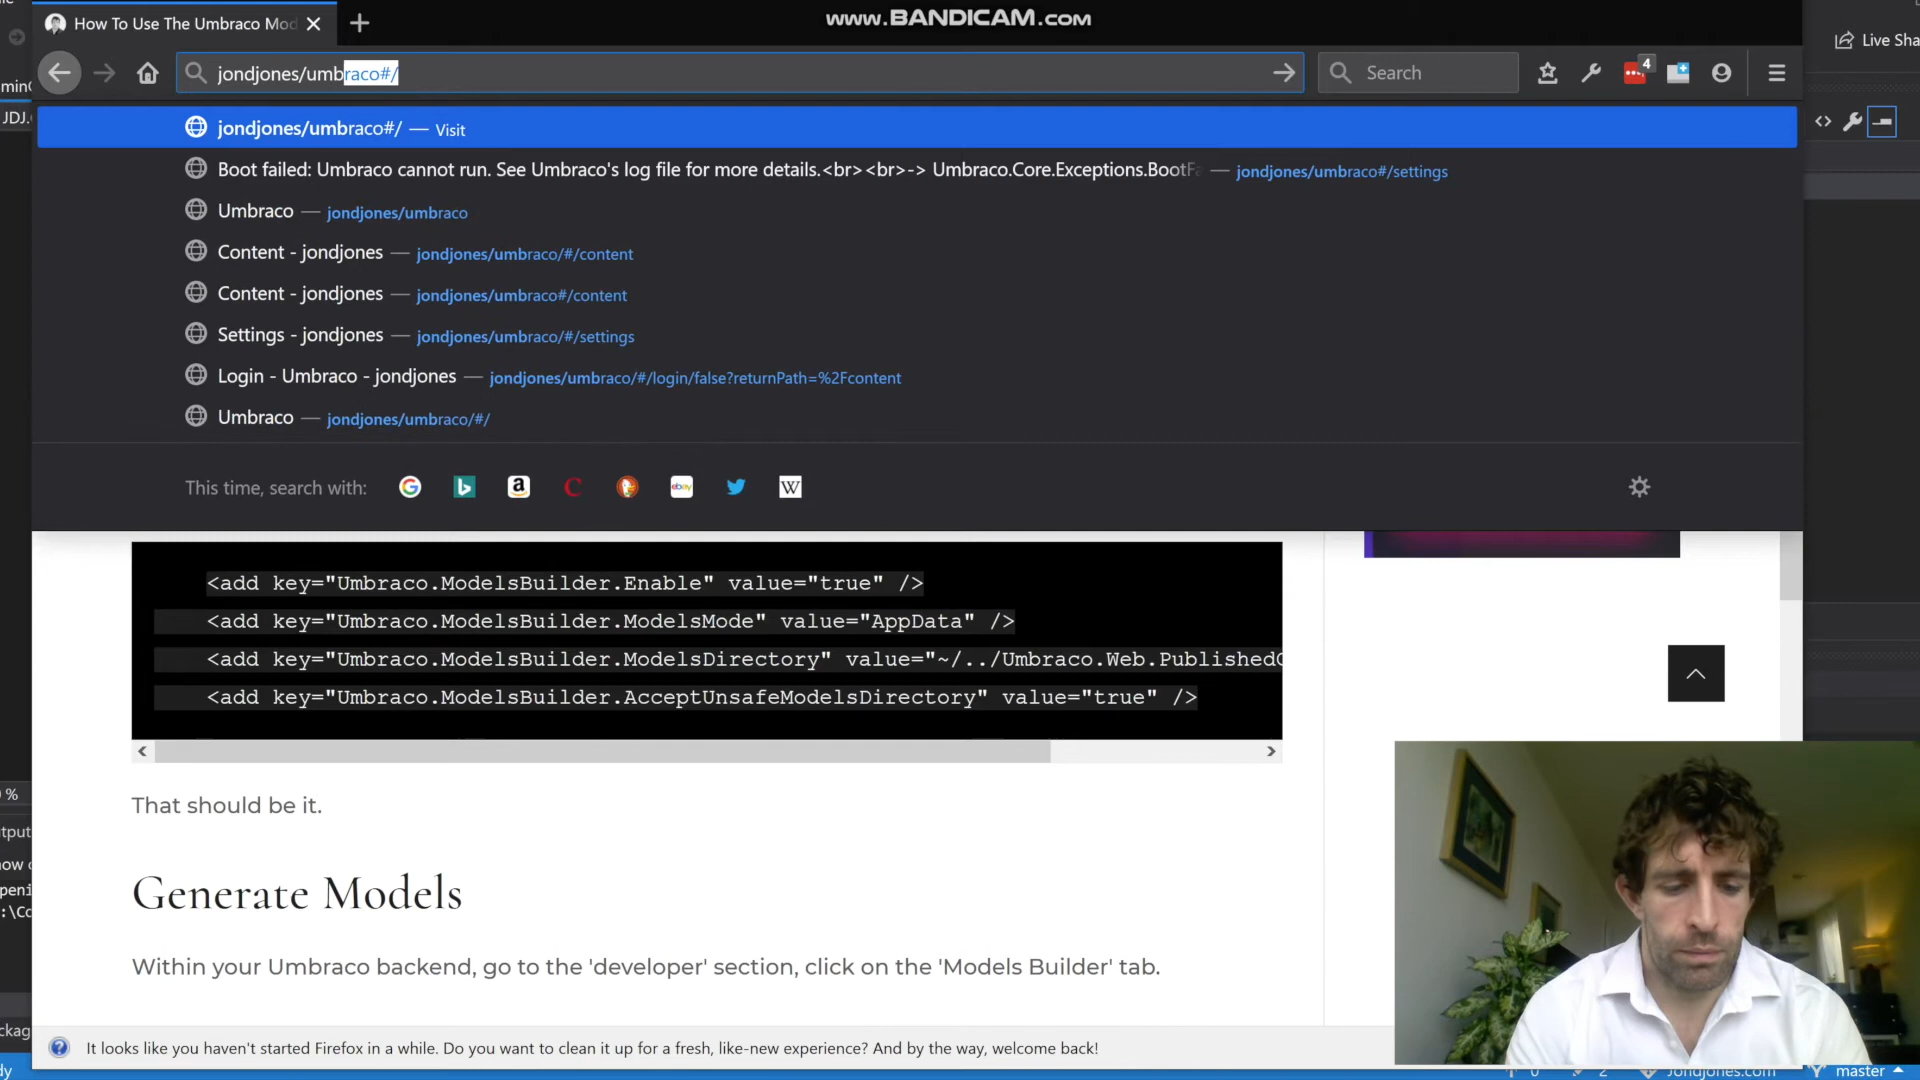 How To Use The Umbraco Mod
www.BANDICAM.com
Live Sha
jondjones/umbraco#/
Search
4
JDJ.
jondjones/umbraco#/ — Visit
Boot failed: Umbraco cannot run. See Umbraco's log file for more details.<br><br>-> Umbraco.Core.Exceptions.BootFa — jondjones/umbraco#/settings
Umbraco — jondjones/umbraco
Content - jondjones — jondjones/umbraco/#/content
Content - jondjones — jondjones/umbraco#/content
Settings - jondjones — jondjones/umbraco/#/settings
Login - Umbraco - jondjones — jondjones/umbraco/#/login/false?returnPath=%2Fcontent
Umbraco — jondjones/umbraco/#/
This time, search with:
<add key="Umbraco.ModelsBuilder.Enable" value="true" />
<add key="Umbraco.ModelsBuilder.ModelsMode" value="AppData" />
<add key="Umbraco.ModelsBuilder.ModelsDirectory" value="~/../Umbraco.Web.Published
<add key="Umbraco.ModelsBuilder.AcceptUnsafeModelsDirectory" value="true" />
That should be it.
Generate Models
Within your Umbraco backend, go to the 'developer' section, click on the 'Models Builder' tab.
It looks like you haven't started Firefox in a while. Do you want to clean it up for a fresh, like-new experience? And by the way, welcome back!
0 2 Jondjones.com master